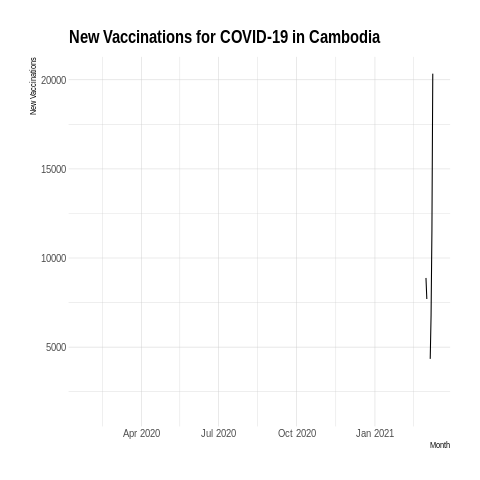 New Vaccinations for COVID-19 in Cambodia
New Vaccinations
20000
15000
10000
5000
Apr 2020 Jul 2020 Oct 2020 Jan 2021
Month